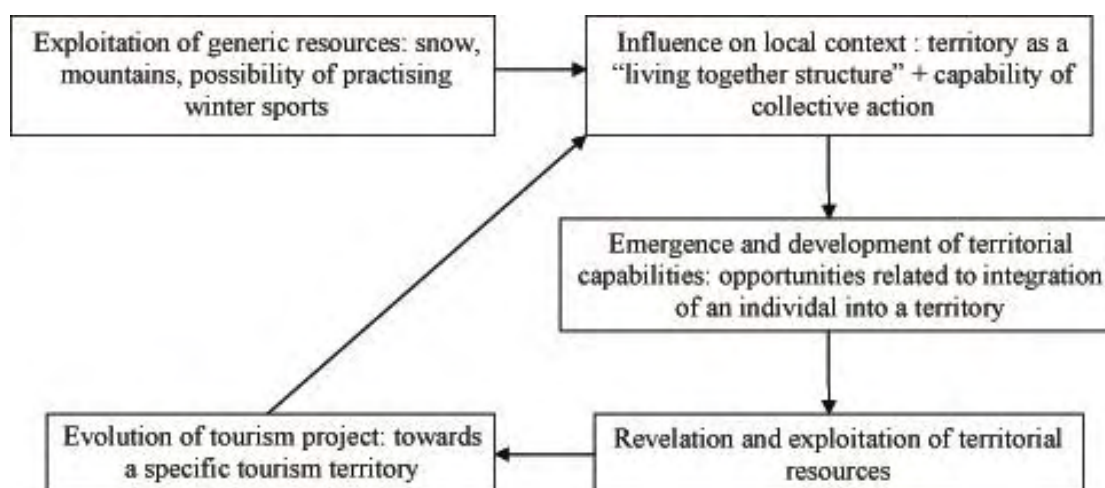 Exploitation of generic resources: snow,
mountains, possibility of practising
winter sports
Influence on local context : territory as a
“living together structure” + capability of
collective action
Emergence and development of territorial
capabilities: opportunities related to integration
of an individal into a territory
Evolution of tourism project: towards
a specific tourism territory
Revelation and exploitation of territorial
resources